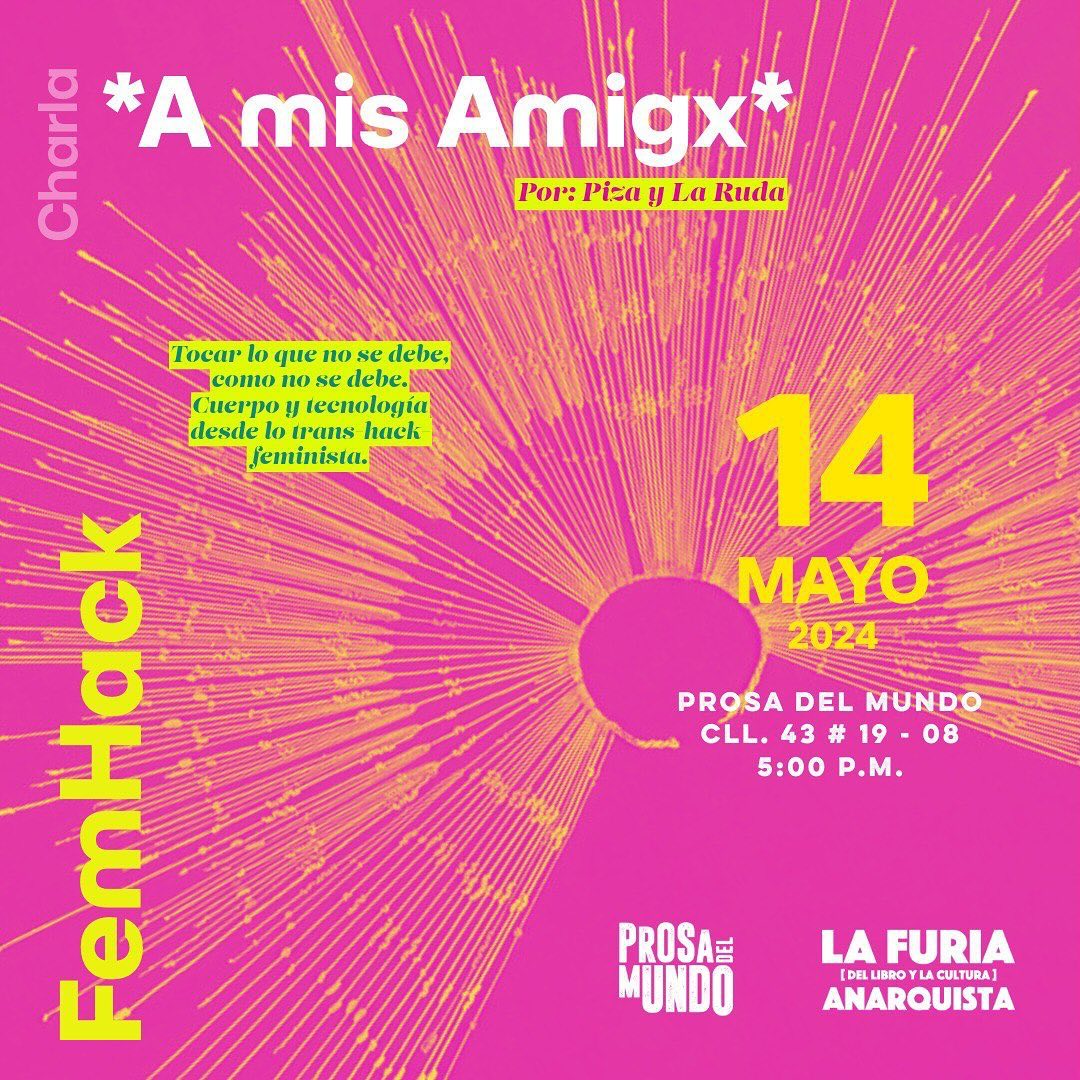 Charla
*A mis Amigx*
Por: Piza y La Ruda
Tocar lo que no se debe,
como no se debe.
Cuerpo y tecnología
desde lo trans-hack-
feminista.
14
MAYO
2024
PROSA DEL MUNDO
CLL. 43 # 19 - 08
5:00 P.M.
FemHack
PROSA DEL
MUNDO
LA FURIA
[ DEL LIBRO Y LA CULTURA ]
ANARQUISTA